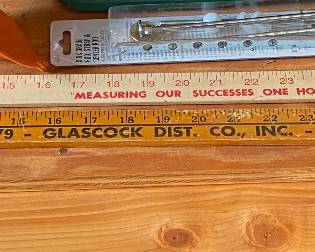 15 16 17 18 19 20 21 22 23
"MEASURING OUR SUCCESSES ONE HO
15 16 17 18 19 20 21 22 23
79 - GLASCOCK DIST. CO., INC. -